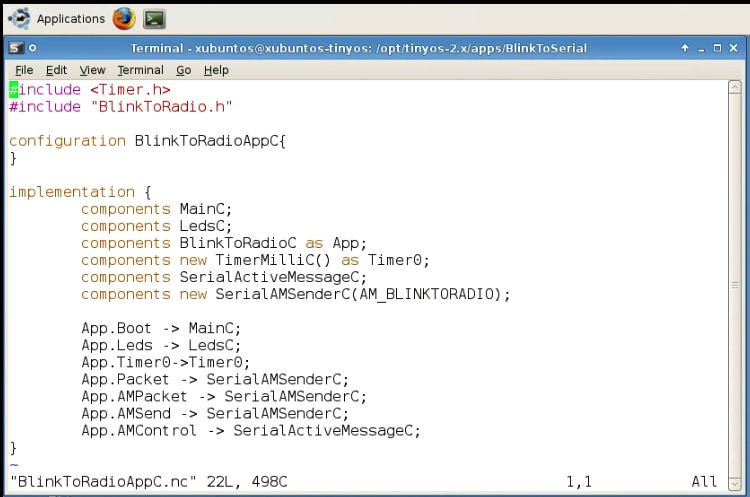 Applications
Terminal - xubuntos@xubuntos-tinyos: /opt/tinyos-2.x/apps/BlinkToSerial
File Edit View Terminal Go Help
#include <Timer.h>
#include "BlinkToRadio.h"
configuration BlinkToRadioAppC{
}
implementation {
components MainC;
components LedsC;
components BlinkToRadioC as App;
components new TimerMilliC() as Timer0;
components SerialActiveMessageC;
components new SerialAMSenderC(AM_BLINKTORADIO);
App.Boot -> MainC;
App.Leds -> LedsC;
App.Timer0->Timer0;
App.Packet -> SerialAMSenderC;
App.AMPacket -> SerialAMSenderC;
App.AMSend -> SerialAMSenderC;
App.AMControl -> SerialActiveMessageC;
}
~
"BlinkToRadioAppC.nc" 22L, 498C 1,1 All